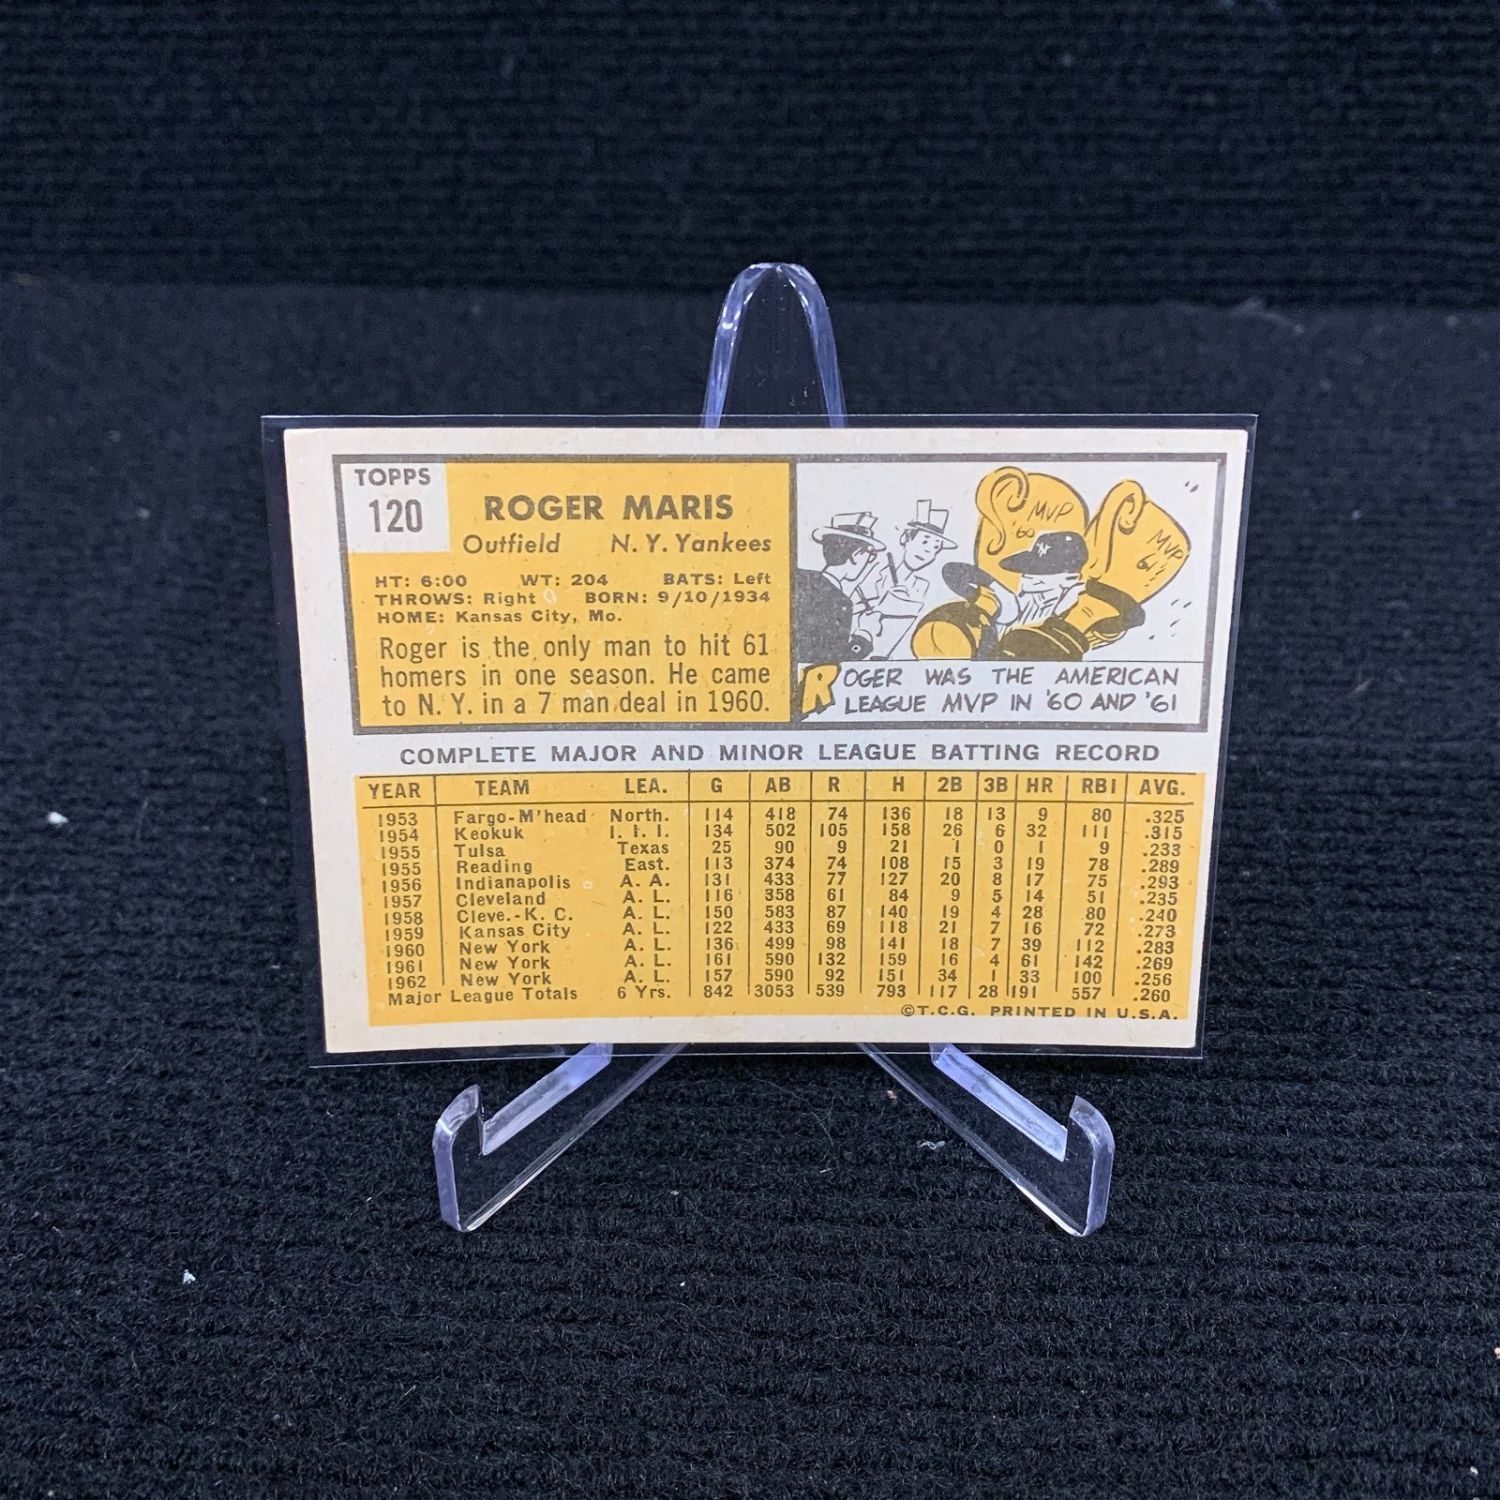 TOPPS
120
ROGER MARIS
Outfield N. Y. Yankees
HT: 6:00 WT: 204 BATS: Left
THROWS: Right BORN: 9/10/1934
HOME: Kansas City, Mo.
Roger is the only man to hit 61
homers in one season. He came
to N. Y. in a 7 man deal in 1960.
MVP
'60
MVP
'61
ROGER WAS THE AMERICAN
LEAGUE MVP IN '60 AND '61
COMPLETE MAJOR AND MINOR LEAGUE BATTING RECORD
YEAR TEAM LEA. G AB R H 2B 3B HR RBI AVG.
1953 Fargo-M'head North. 114 418 74 136 18 13 9 80 .325
1954 Keokuk I. I. I. 134 502 105 158 26 6 32 111 .315
1955 Tulsa Texas 25 90 9 21 1 0 1 9 .233
1955 Reading East. 113 374 74 108 15 3 19 78 .289
1956 Indianapolis A. A. 131 433 77 127 20 8 17 75 .293
1957 Cleveland A. L. 116 358 61 84 9 5 14 51 .235
1958 Cleve.-K. C. A. L. 150 583 87 140 19 4 28 80 .240
1959 Kansas City A. L. 122 433 69 118 21 7 16 72 .273
1960 New York A. L. 136 499 98 141 18 7 39 112 .283
1961 New York A. L. 161 590 132 159 16 4 61 142 .269
1962 New York A. L. 157 590 92 151 34 1 33 100 .256
Major League Totals 6 Yrs. 842 3053 539 793 117 28 191 557 .260
©T.C.G. PRINTED IN U.S.A.